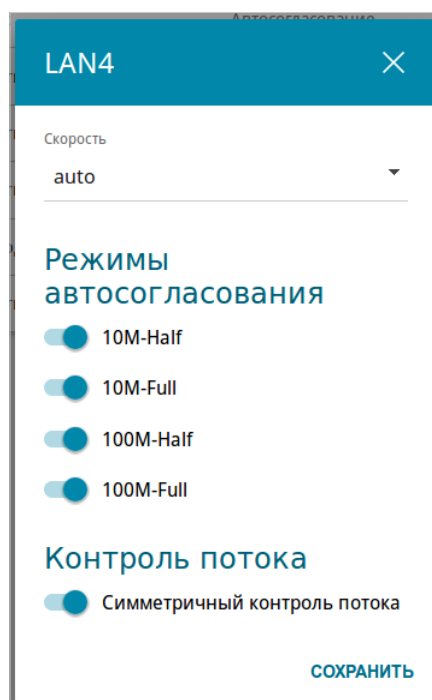 Автосогласование
LAN4
Скорость
auto
Режимы
автосогласования
10M-Half
10M-Full
100M-Half
100M-Full
Контроль потока
Симметричный контроль потока
СОХРАНИТЬ